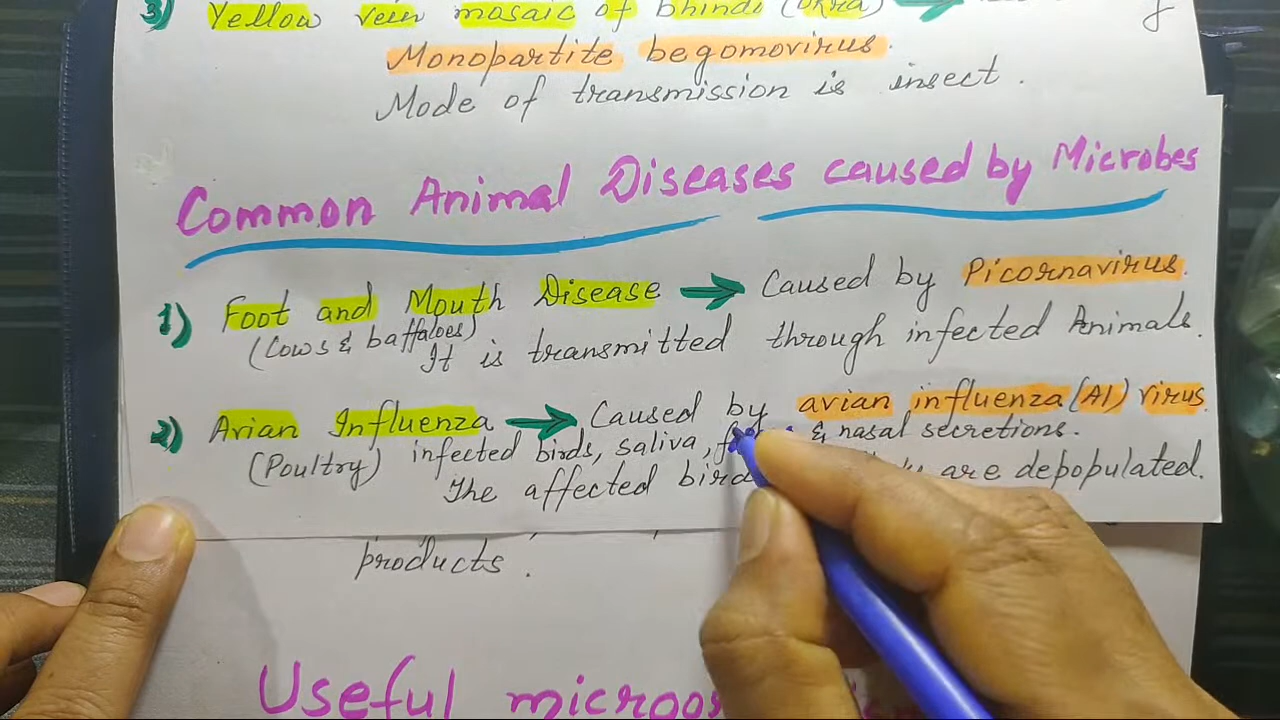 3) Yellow vein mosaic of bhindi (Okra)
Monopartite begomovirus.
Mode of transmission is insect.
Common Animal Diseases caused by Microbes
1) Foot and Mouth Disease → Caused by Picornavirus.
(Cows & baffaloes)
It is transmitted through infected Animals.
2) Avian Influenza → Caused by avian influenza (AI) virus.
(Poultry) infected birds, saliva, & nasal secretions.
The affected are depopulated.
products.
Useful